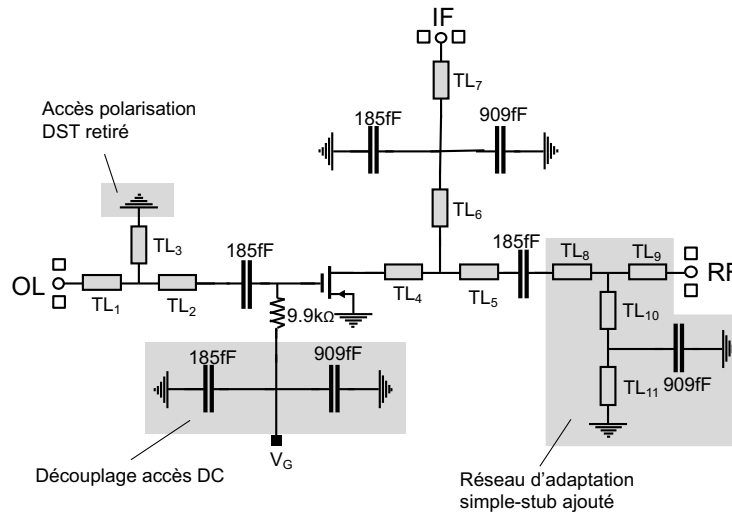 IF
TL₇
Accès polarisation
DST retiré
185fF
909fF
TL₆
TL₃
185fF
185fF
TL₈
TL₉
OL
TL₁
TL₂
TL₄
TL₅
RF
9.9kΩ
TL₁₀
185fF
909fF
TL₁₁
909fF
V_G
Découplage accès DC
Réseau d'adaptation
simple-stub ajouté